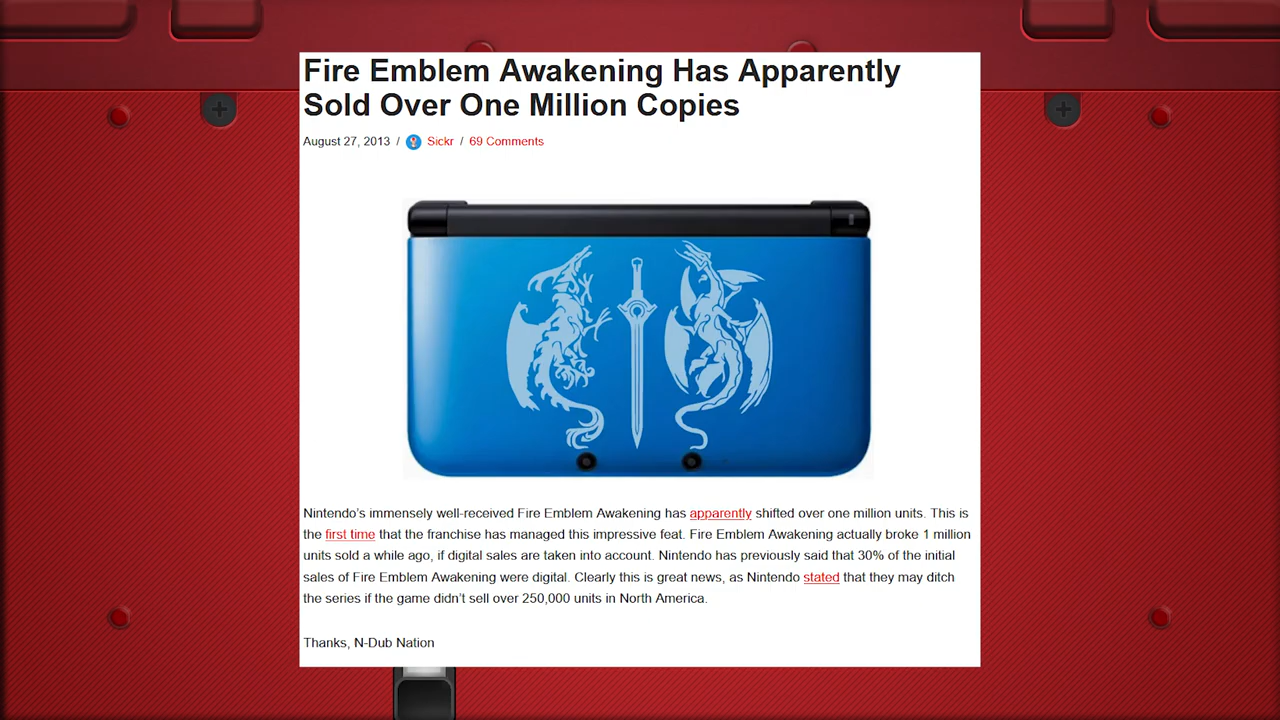 Fire Emblem Awakening Has Apparently
Sold Over One Million Copies
August 27, 2013 / Sickr / 69 Comments
Nintendo’s immensely well-received Fire Emblem Awakening has apparently shifted over one million units. This is
the first time that the franchise has managed this impressive feat. Fire Emblem Awakening actually broke 1 million
units sold a while ago, if digital sales are taken into account. Nintendo has previously said that 30% of the initial
sales of Fire Emblem Awakening were digital. Clearly this is great news, as Nintendo stated that they may ditch
the series if the game didn’t sell over 250,000 units in North America.
Thanks, N-Dub Nation